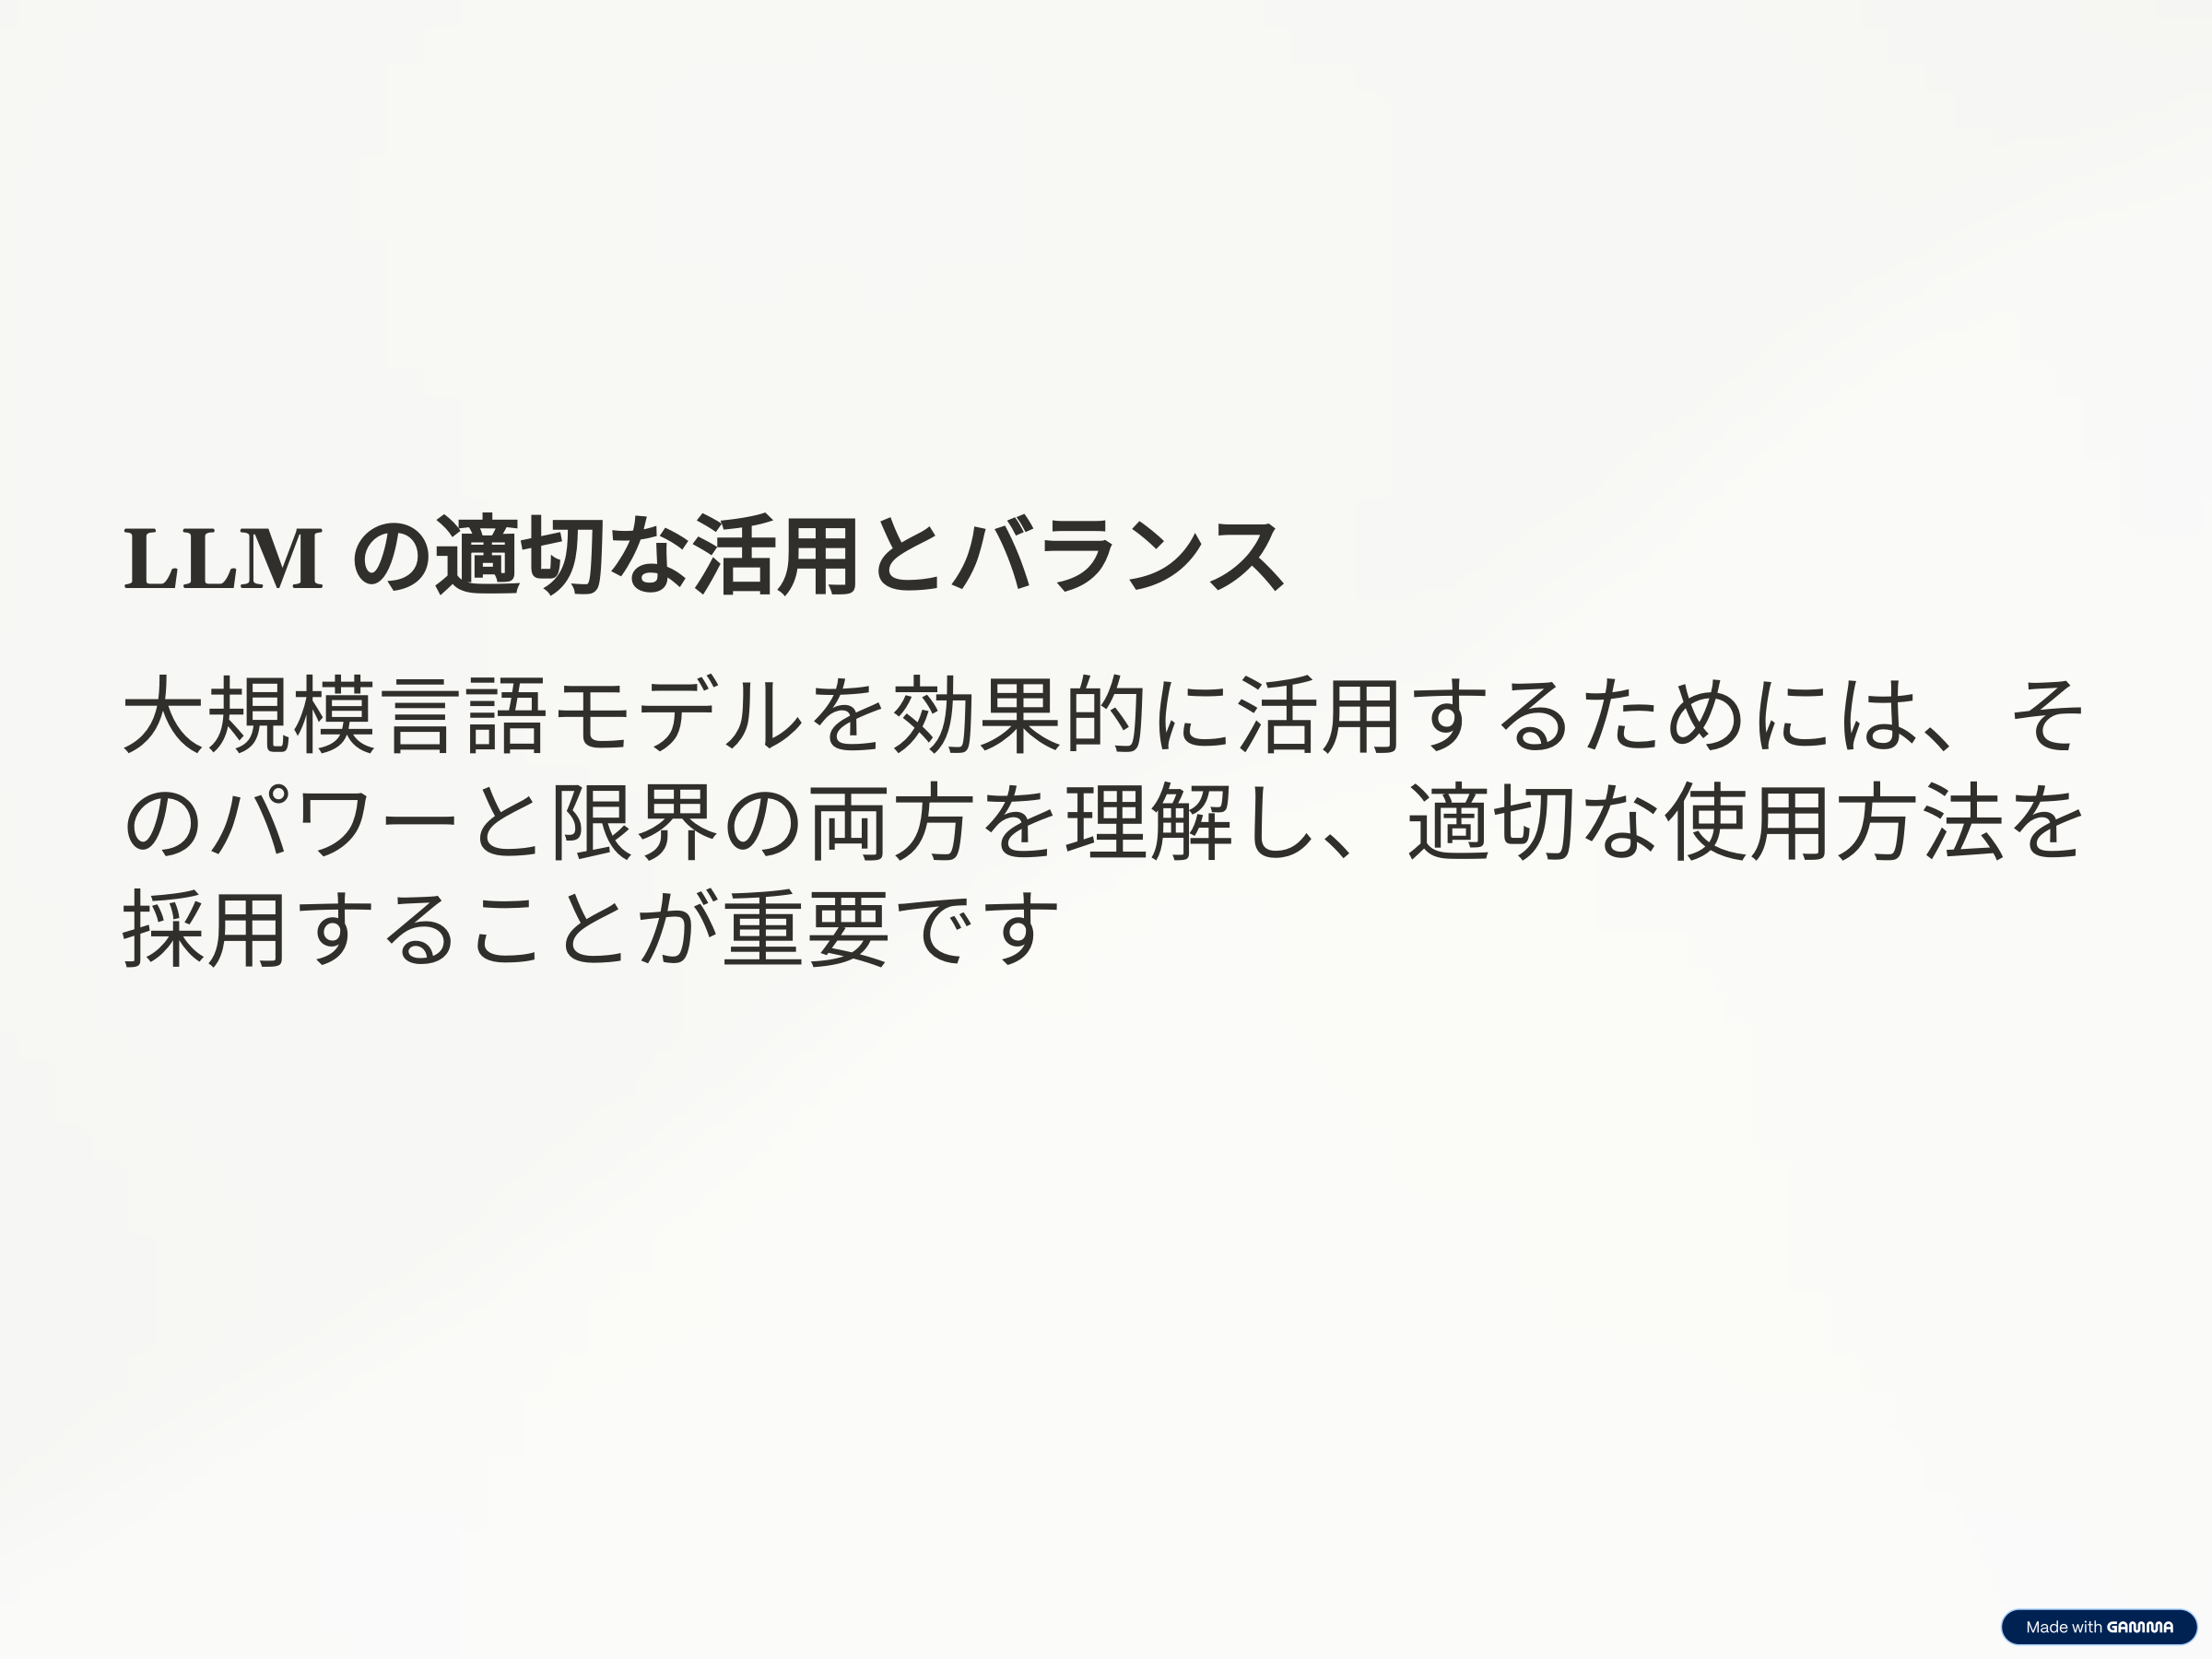 LLM の適切な活用とバランス
大規模言語モデルを効果的に活用するためには、そ
のパワーと限界の両方を理解し、適切な使用方法を
採用することが重要です
Made with GAMMA